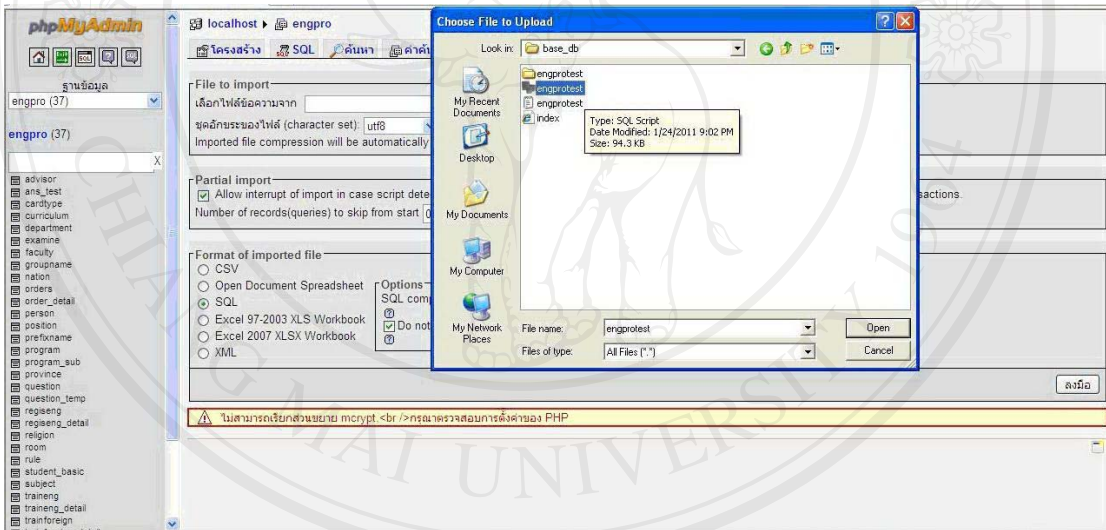 phpMyAdmin
ฐานข้อมูล
engpro (37)
engpro (37)
X
advisor
ans_test
cardtype
curriculum
department
examine
faculty
groupname
nation
orders
order_detail
person
position
prefixname
program
program_sub
province
question
question_temp
regiseng
regiseng_detail
religion
room
rule
student_basic
subject
traineng
traineng_detail
trainforeign
localhost ▸ engpro
โครงสร้าง SQL ค้นหา
File to import
เลือกไฟล์ข้อความจาก
ชุดอักขระของไฟล์ (character set): utf8
Imported file compression will be automatically
Partial import
Allow interrupt of import in case script dete
sactions.
Number of records(queries) to skip from start 0
Format of imported file
CSV
Open Document Spreadsheet
SQL
Excel 97-2003 XLS Workbook
Excel 2007 XLSX Workbook
XML
Options
SQL com
Do not
ลงมือ
ไม่สามารถเรียกส่วนขยาย mcrypt,<br />กรุณาตรวจสอบการตั้งค่าของ PHP
Choose File to Upload
Look in: base_db
My Recent Documents
Desktop
My Documents
My Computer
My Network Places
engprotest
engprotest
engprotest
index
Type: SQL Script
Date Modified: 1/24/2011 9:02 PM
Size: 94.3 KB
File name: engprotest
Open
Files of type: All Files (*.*)
Cancel
CHIANG MAI UNIVERSITY 1964